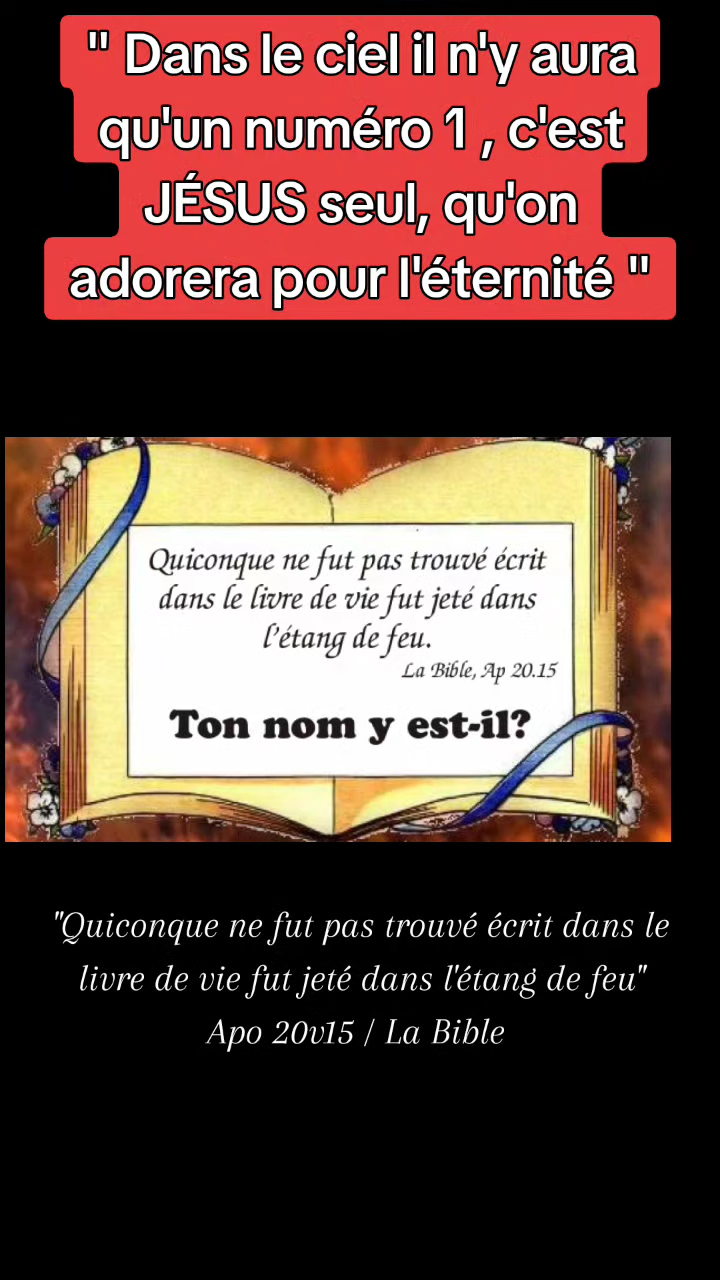 " Dans le ciel il n'y aura
qu'un numéro 1 , c'est
JÉSUS seul, qu'on
adorera pour l'éternité "
Quiconque ne fut pas trouvé écrit
dans le livre de vie fut jeté dans
l'étang de feu.
La Bible, Ap 20.15
Ton nom y est-il?
"Quiconque ne fut pas trouvé écrit dans le
livre de vie fut jeté dans l'étang de feu"
Apo 20v15 / La Bible